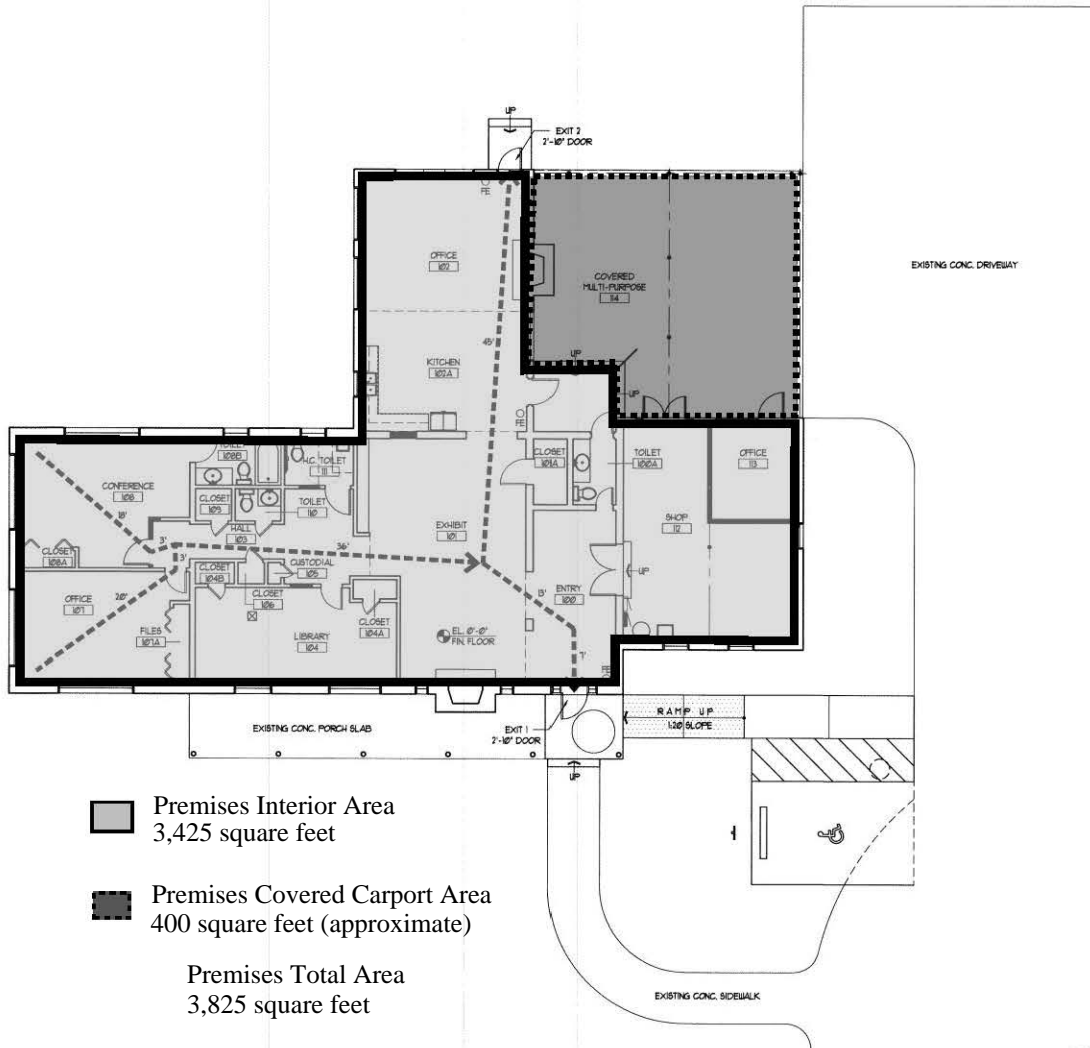 UP
EXIT 2
2'-10" DOOR
FE
OFFICE
102
COVERED
MULTI-PURPOSE
114
EXISTING CONC. DRIVEWAY
45'
KITCHEN
102A
UP
UP
FE
TOILET
108B
H.C. TOILET
111
CLOSET
101A
TOILET
100A
OFFICE
113
CONFERENCE
108
CLOSET
109
TOILET
110
18'
HALL
103
EXHIBIT
101
SHOP
112
3'
3'
36'
CLOSET
108A
CLOSET
104B
CUSTODIAL
105
UP
20'
OFFICE
107
CLOSET
106
13'
ENTRY
100
FILES
107A
LIBRARY
104
CLOSET
104A
EL. 0'-0"
FIN. FLOOR
7'
FE
EXISTING CONC. PORCH SLAB
EXIT 1
2'-10" DOOR
RAMP UP
1:20 SLOPE
UP
Premises Interior Area
3,425 square feet
Premises Covered Carport Area
400 square feet (approximate)
Premises Total Area
3,825 square feet
EXISTING CONC. SIDEWALK